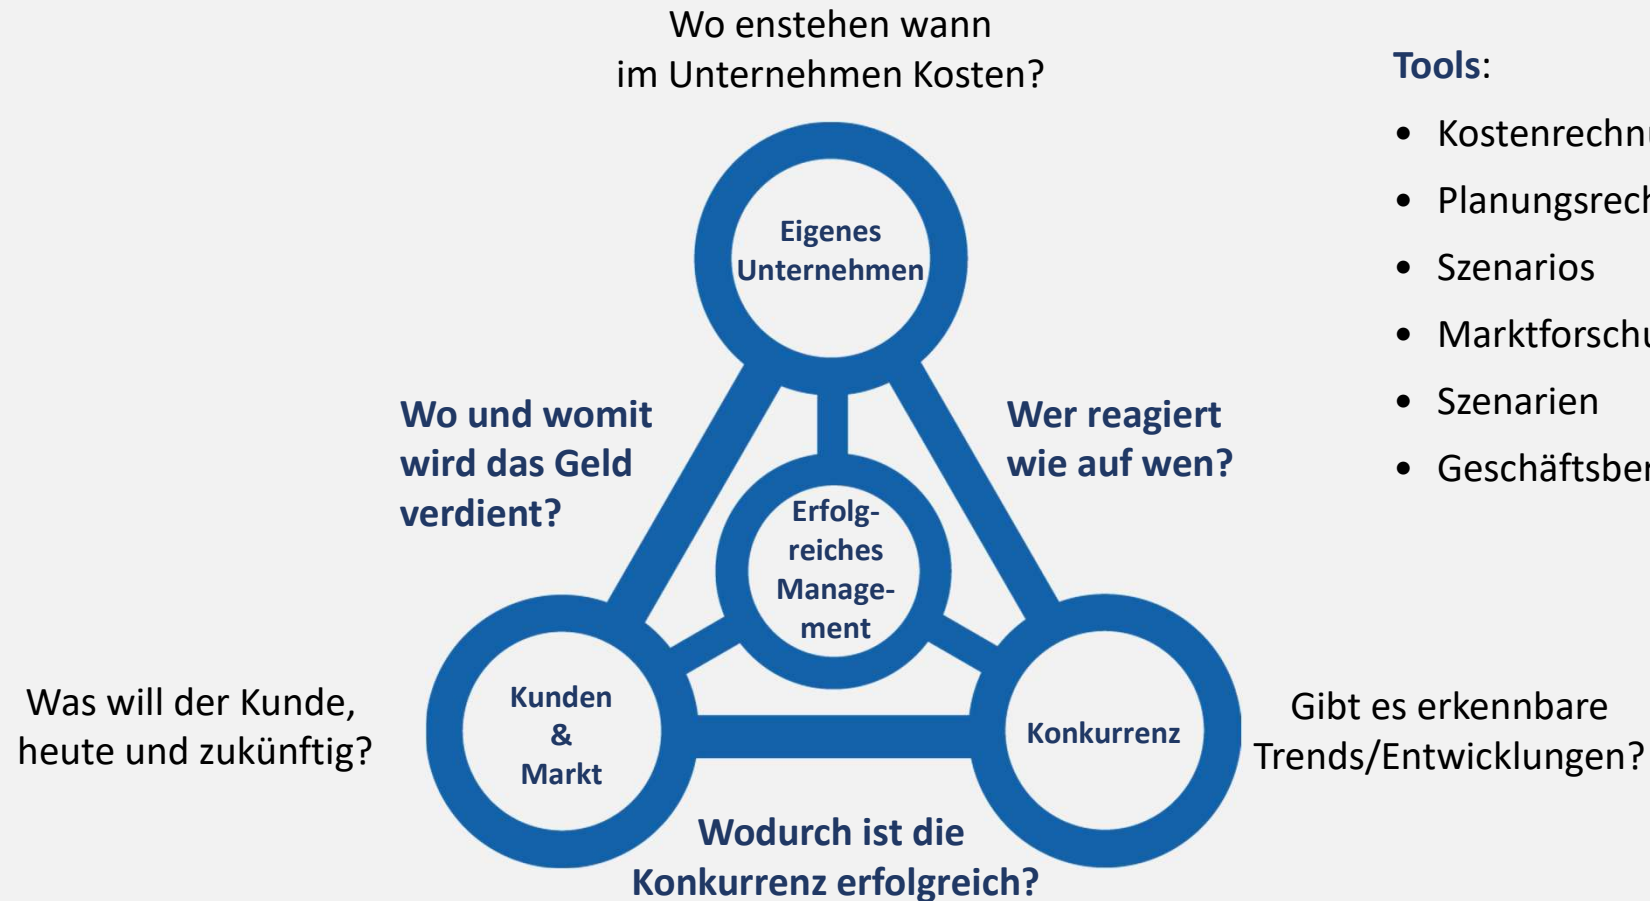 Wo enstehen wann
im Unternehmen Kosten?
Tools:
• Szenarios
• Szenarien
Eigenes
Unternehmen
Wo und womit
wird das Geld
verdient?
Wer reagiert
wie auf wen?
Erfolg-
reiches
Manage-
ment
Was will der Kunde,
heute und zukünftig?
Kunden
&
Markt
Konkurrenz
Gibt es erkennbare
Trends/Entwicklungen?
Wodurch ist die
Konkurrenz erfolgreich?